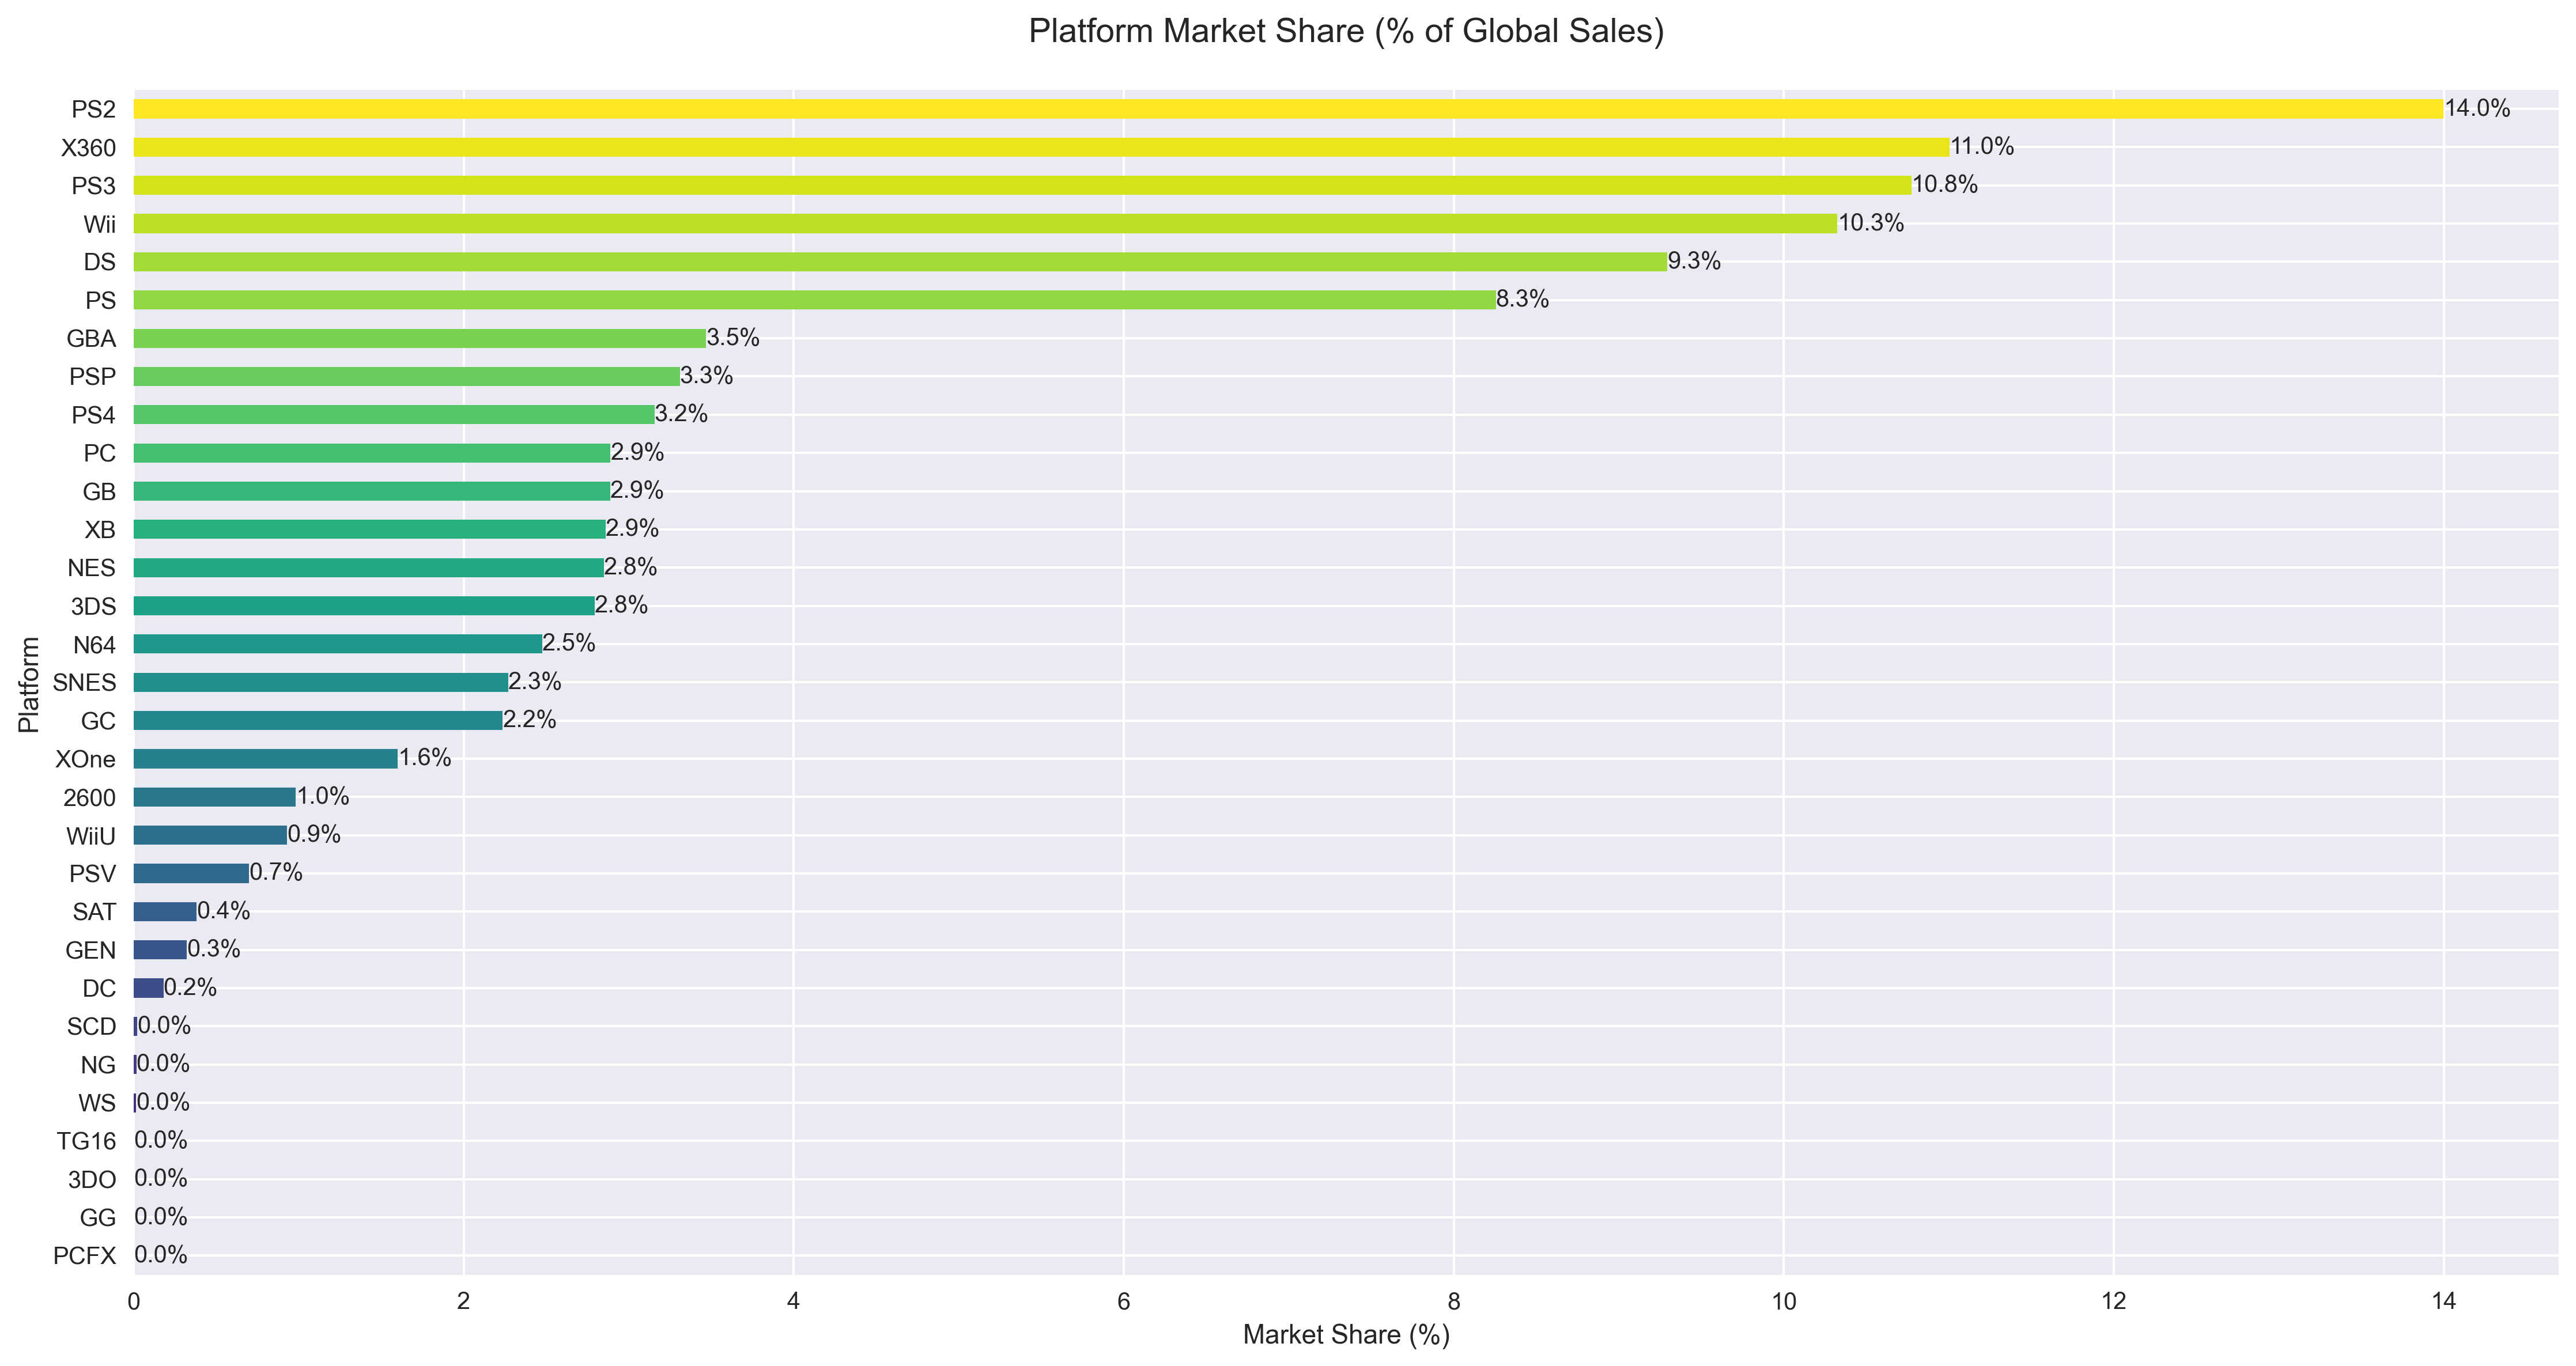 Platform Market Share (% of Global Sales)
PS2 14.0%
X360 11.0%
PS3 10.8%
Wii 10.3%
DS 9.3%
PS 8.3%
GBA 3.5%
PSP 3.3%
PS4 3.2%
PC 2.9%
GB 2.9%
XB 2.9%
NES 2.8%
3DS 2.8%
N64 2.5%
SNES 2.3%
GC 2.2%
XOne 1.6%
2600 1.0%
WiiU 0.9%
PSV 0.7%
SAT 0.4%
GEN 0.3%
DC 0.2%
SCD 0.0%
NG 0.0%
WS 0.0%
TG16 0.0%
3DO 0.0%
GG 0.0%
PCFX 0.0%
Platform
0 2 4 6 8 10 12 14
Market Share (%)